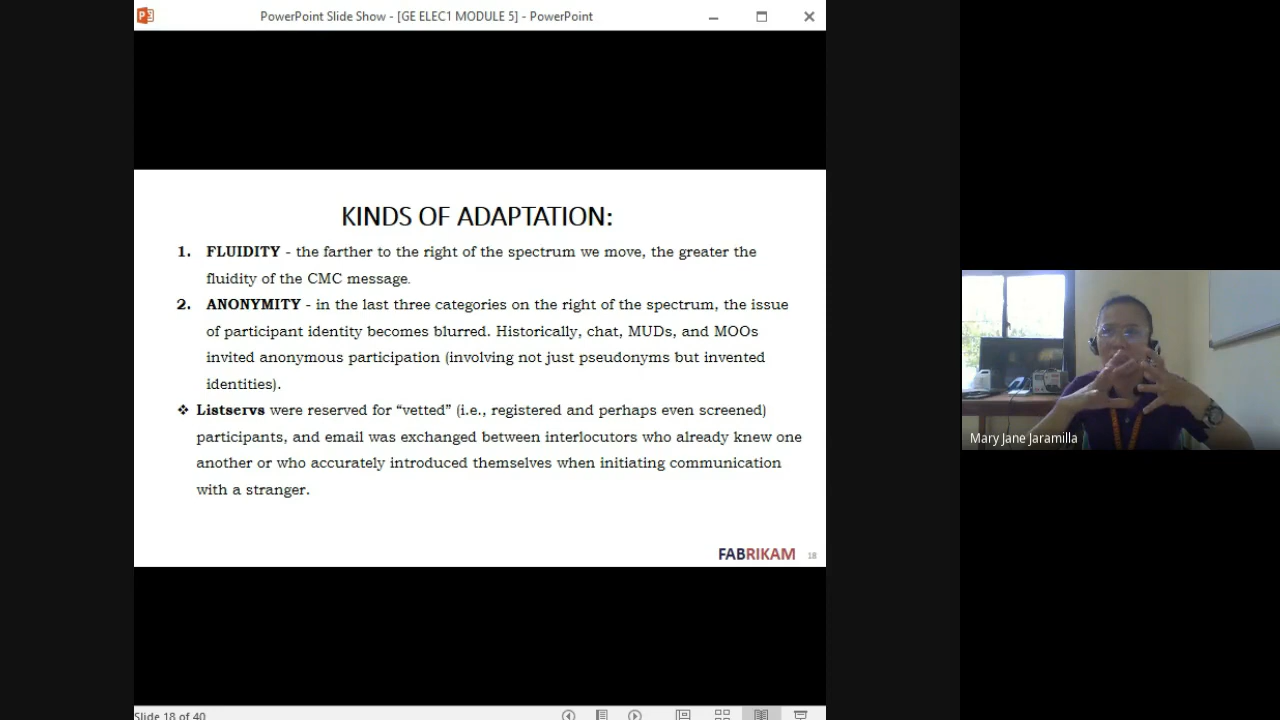 PowerPoint Slide Show - [GE ELEC1 MODULE 5] - PowerPoint
KINDS OF ADAPTATION:
1. FLUIDITY - the farther to the right of the spectrum we move, the greater the
fluidity of the CMC message.
2. ANONYMITY - in the last three categories on the right of the spectrum, the issue
of participant identity becomes blurred. Historically, chat, MUDs, and MOOs
invited anonymous participation (involving not just pseudonyms but invented
identities).
❖ Listservs were reserved for “vetted” (i.e., registered and perhaps even screened)
participants, and email was exchanged between interlocutors who already knew one
another or who accurately introduced themselves when initiating communication
with a stranger.
FABRIKAM 18
Slide 18 of 40
Mary Jane Jaramilla